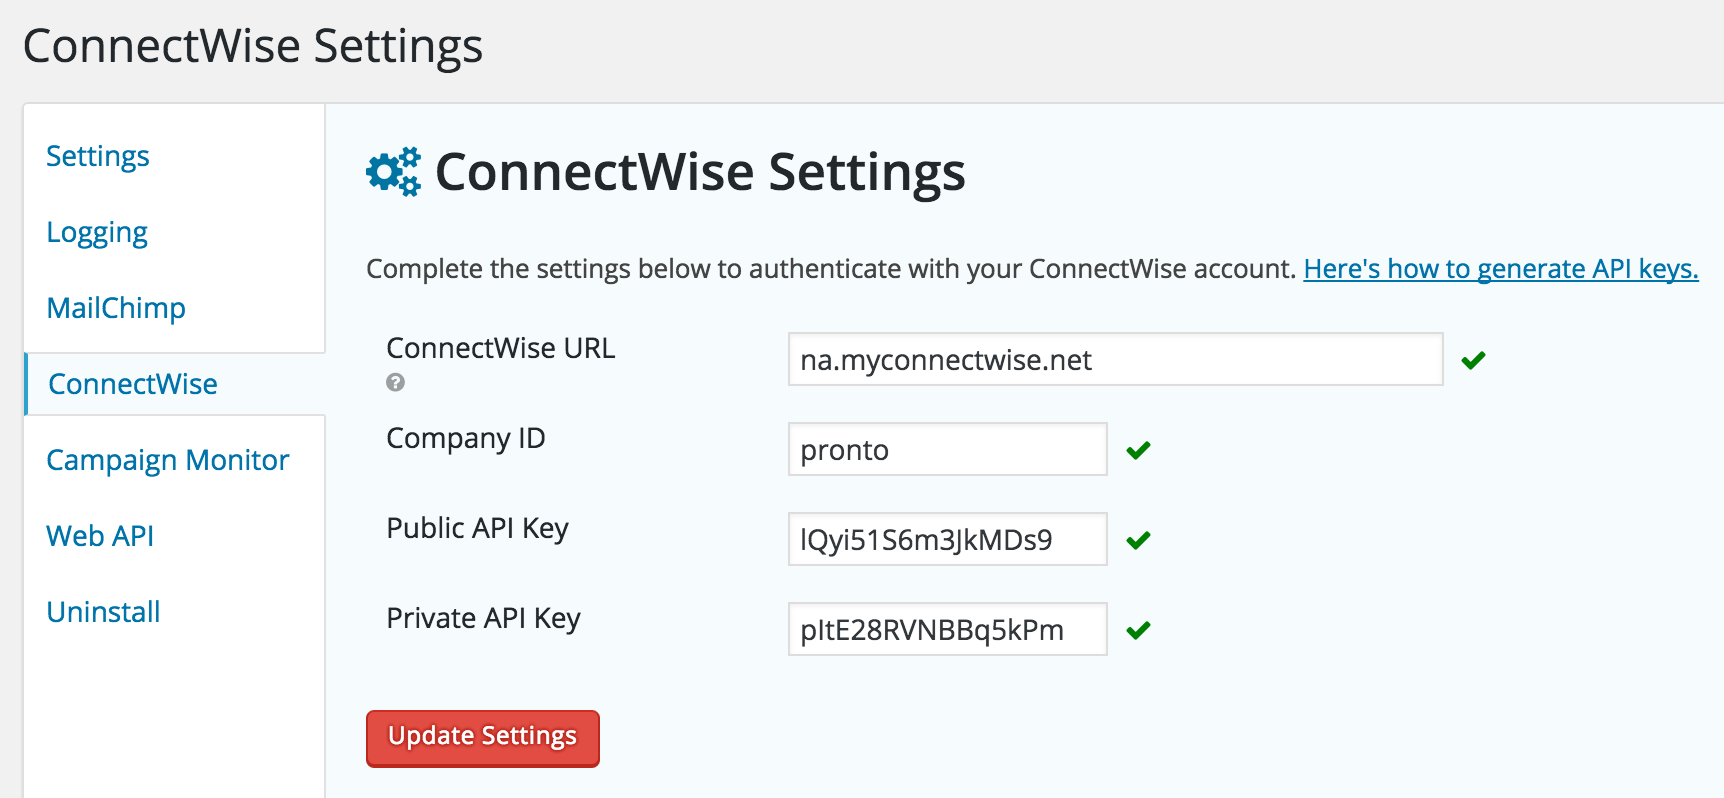 ConnectWise Settings
Settings
Logging
MailChimp
ConnectWise
Campaign Monitor
Web API
Uninstall
ConnectWise Settings
Complete the settings below to authenticate with your ConnectWise account. Here's how to generate API keys.
ConnectWise URL
?
na.myconnectwise.net
Company ID
pronto
Public API Key
lQyi51S6m3JkMDs9
Private API Key
pItE28RVNBBq5kPm
Update Settings